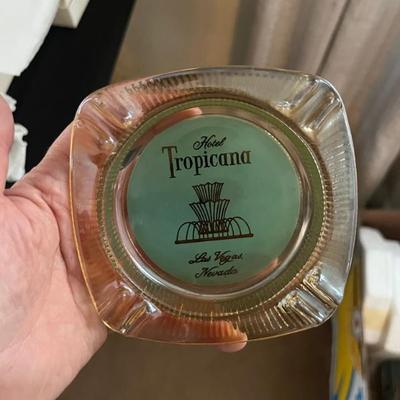 Hotel
Tropicana
Las Vegas,
Nevada